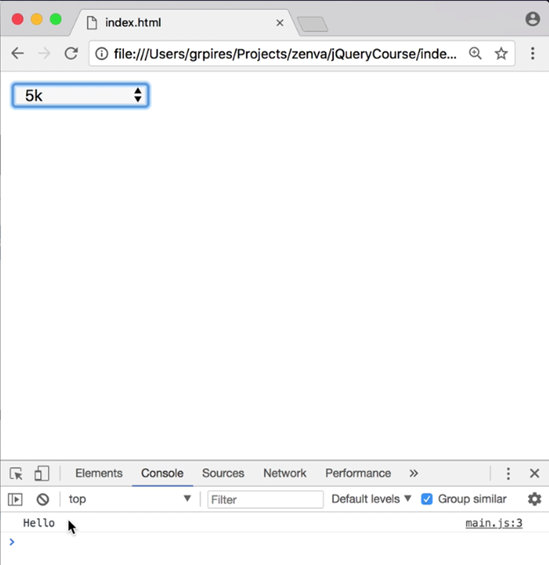 index.html
file:///Users/grpires/Projects/zenva/jQueryCourse/inde...
5k
Elements Console Sources Network Performance »
top Filter Default levels Group similar
Hello main.js:3